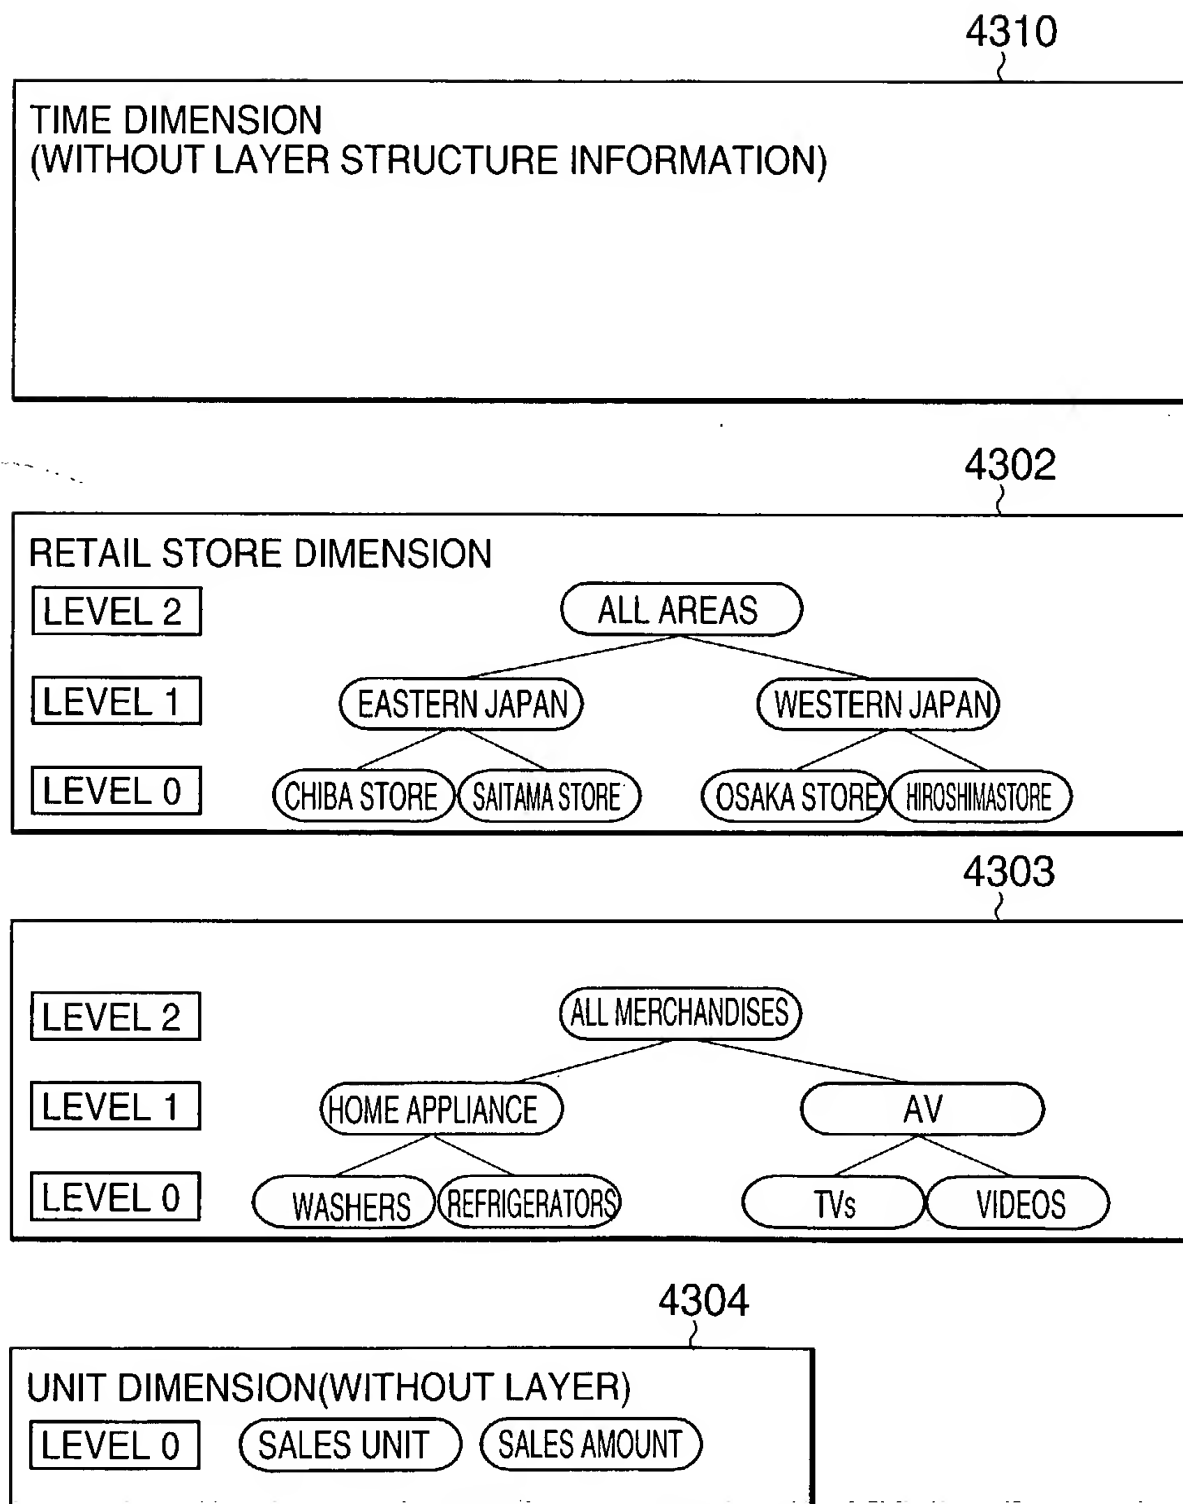 4310
TIME DIMENSION
(WITHOUT LAYER STRUCTURE INFORMATION)
4302
RETAIL STORE DIMENSION
LEVEL 2 ALL AREAS
LEVEL 1 EASTERN JAPAN WESTERN JAPAN
LEVEL 0 CHIBA STORE SAITAMA STORE OSAKA STORE HIROSHIMASTORE
4303
LEVEL 2 ALL MERCHANDISES
LEVEL 1 HOME APPLIANCE AV
LEVEL 0 WASHERS REFRIGERATORS TVs VIDEOS
4304
UNIT DIMENSION(WITHOUT LAYER)
LEVEL 0 SALES UNIT SALES AMOUNT